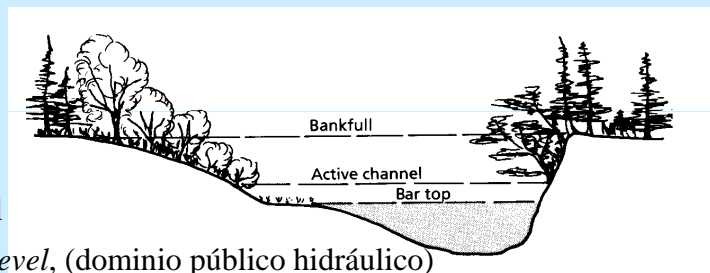 Bankfull
Active channel
Bar top
evel, (dominio público hidráulico)